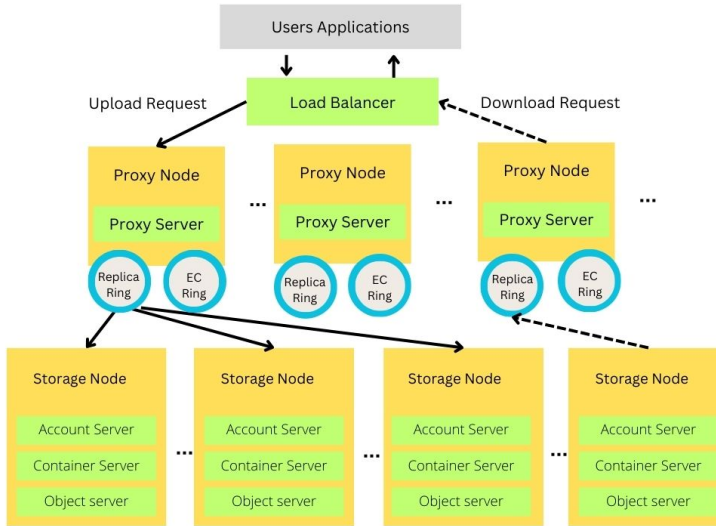 Users Applications
Upload Request
Load Balancer
Download Request
Proxy Node
Proxy Node
Proxy Node
...
...
...
Proxy Server
Proxy Server
Proxy Server
Replica
Ring
EC
Ring
Replica
Ring
EC
Ring
Replica
Ring
EC
Ring
Storage Node
Storage Node
Storage Node
Storage Node
Account Server
Account Server
Account Server
Account Server
...
...
...
Container Server
Container Server
Container Server
Container Server
Object server
Object server
Object server
Object server